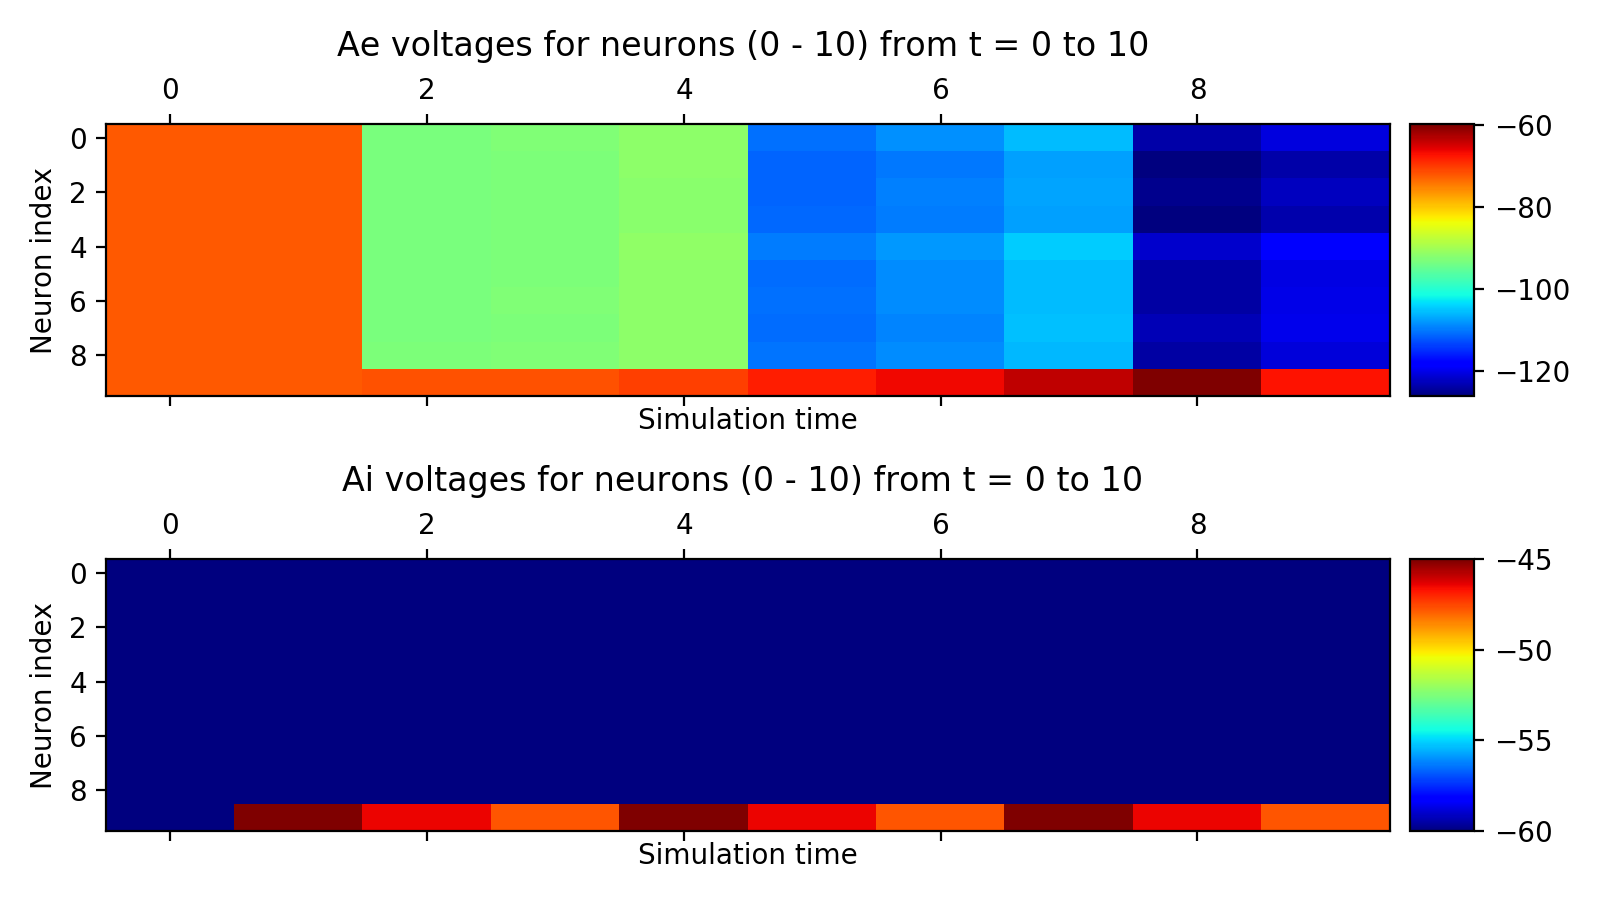 Ae voltages for neurons (0 - 10) from t = 0 to 10
0 2 4 6 8
Neuron index
0
2
4
6
8
−60
−80
−100
−120
Simulation time
Ai voltages for neurons (0 - 10) from t = 0 to 10
0 2 4 6 8
Neuron index
0
2
4
6
8
−45
−50
−55
−60
Simulation time